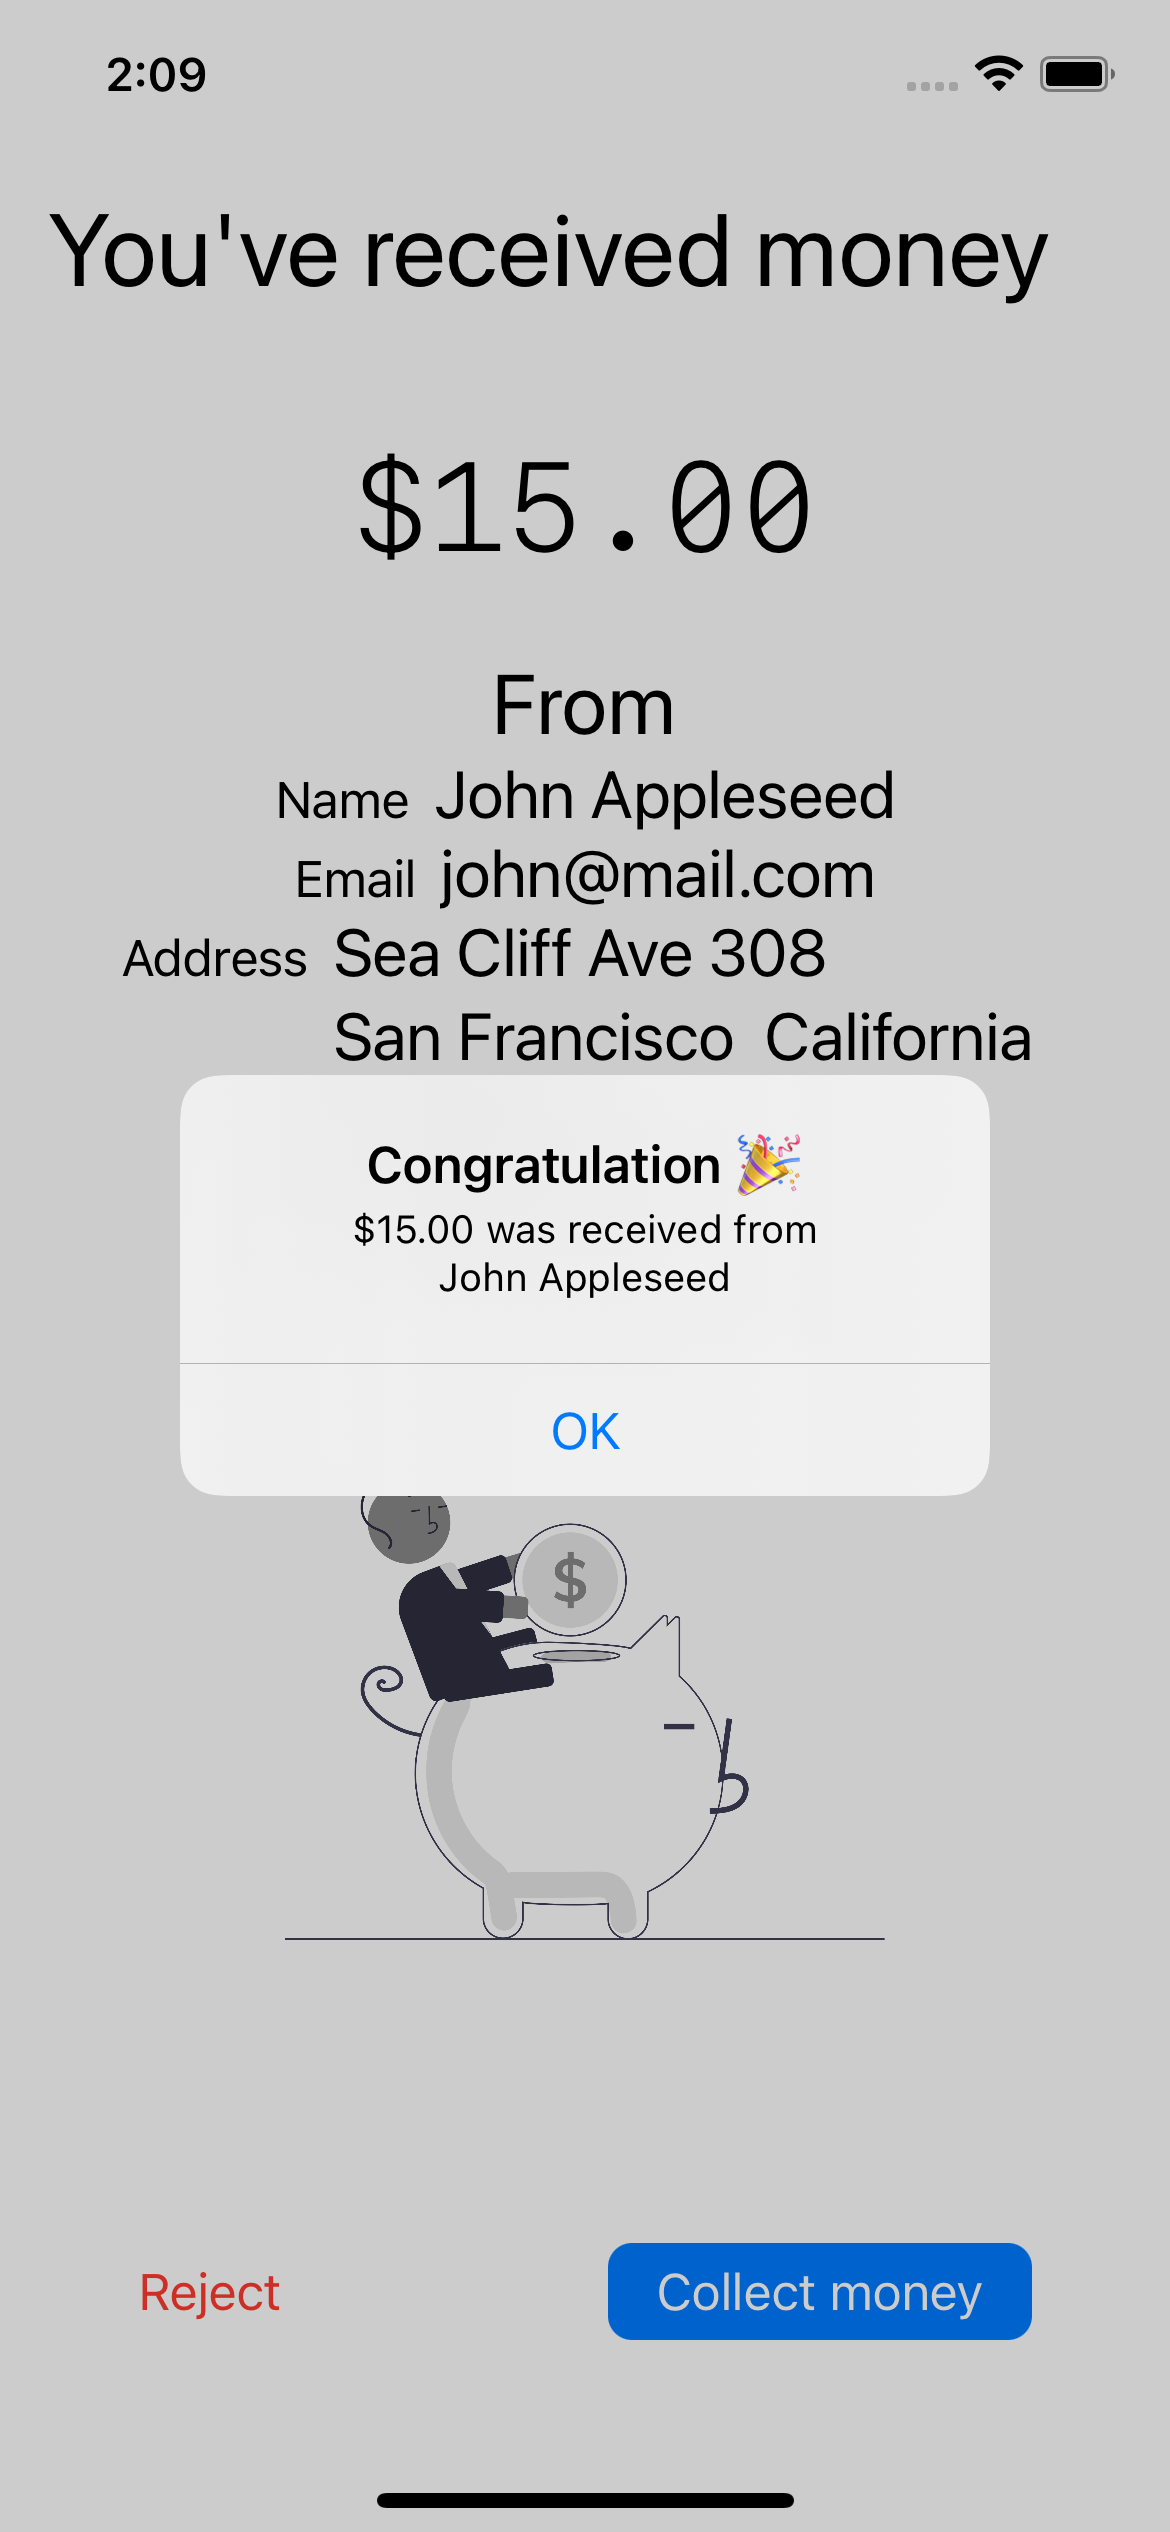 2:09
You've received money
$15.00
From
Name John Appleseed
Email john@mail.com
Address Sea Cliff Ave 308
San Francisco California
Congratulation 🎉
$15.00 was received from
John Appleseed
OK
$
Reject Collect money